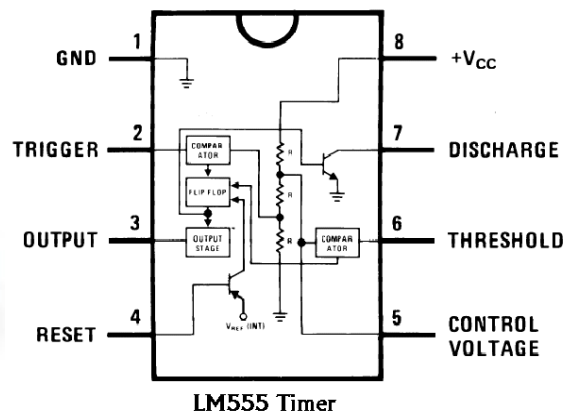 1
GND
8
+VCC
2
TRIGGER
COMPAR
ATOR
R
7
DISCHARGE
FLIP FLOP
R
3
OUTPUT
OUTPUT
STAGE
R
COMPAR
ATOR
6
THRESHOLD
4
RESET
VREF (INT)
5
CONTROL
VOLTAGE
LM555 Timer